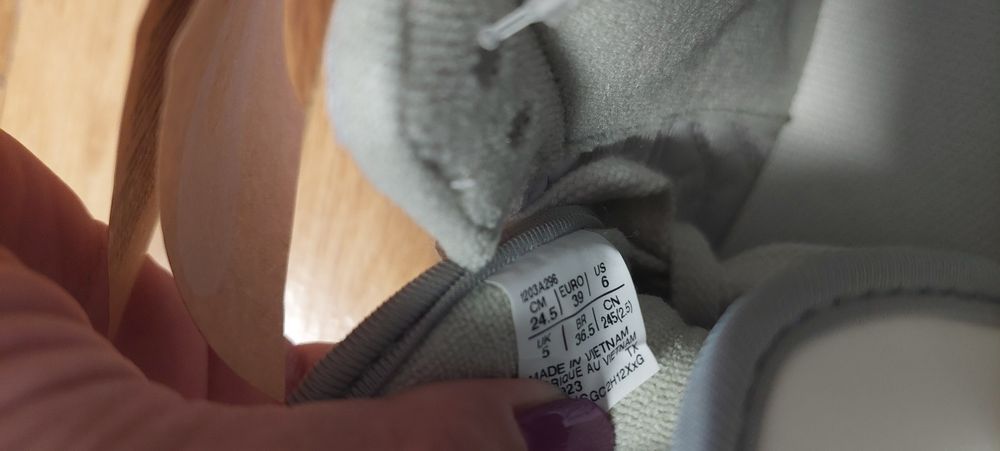 1203A296
CM EURO US
24.5 39 6
UK BR CN
5 36.5 245(2.5)
MADE IN VIETNAM
RIQUÉ AU VIETNAM
TX